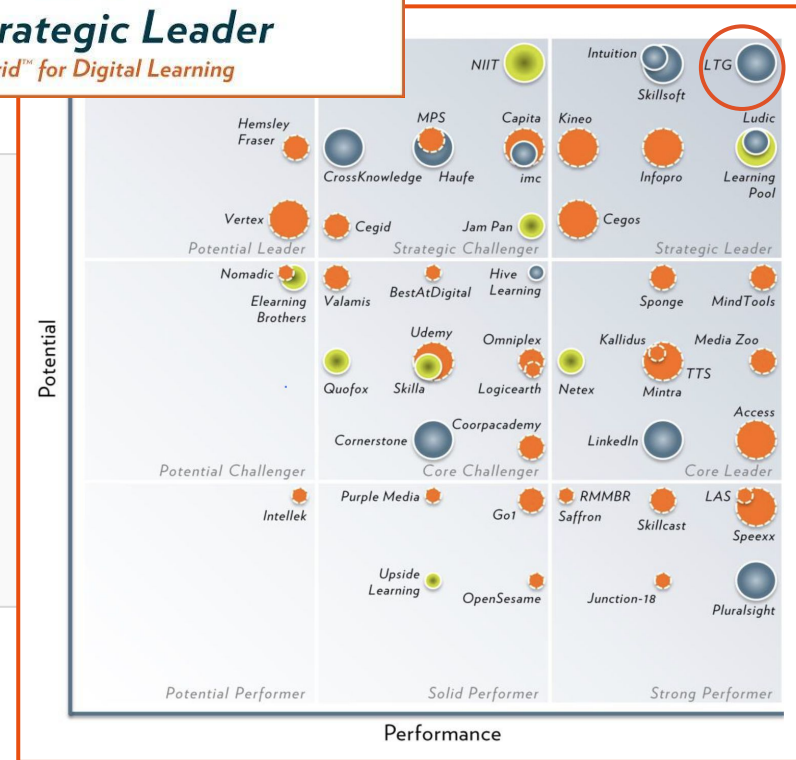 rategic Leader
rid™ for Digital Learning
NIIT
Intuition
Skillsoft
LTG
Hemsley
Fraser
CrossKnowledge
MPS
Haufe
Capita
imc
Kineo
Infopro
Ludic
Learning
Pool
Vertex
Cegid
Jam Pan
Cegos
Potential Leader
Strategic Challenger
Strategic Leader
Nomadic
Elearning
Brothers
Valamis
BestAtDigital
Hive
Learning
Sponge
MindTools
Quofox
Udemy
Skilla
Omniplex
Logicearth
Netex
Kallidus
TTS
Mintra
Media Zoo
Cornerstone
Coorpacademy
LinkedIn
Access
Potential Challenger
Core Challenger
Core Leader
Intellek
Purple Media
Go1
RMMBR
Saffron
Skillcast
LAS
Speexx
Upside
Learning
OpenSesame
Junction-18
Pluralsight
Potential Performer
Solid Performer
Strong Performer
Potential
Performance